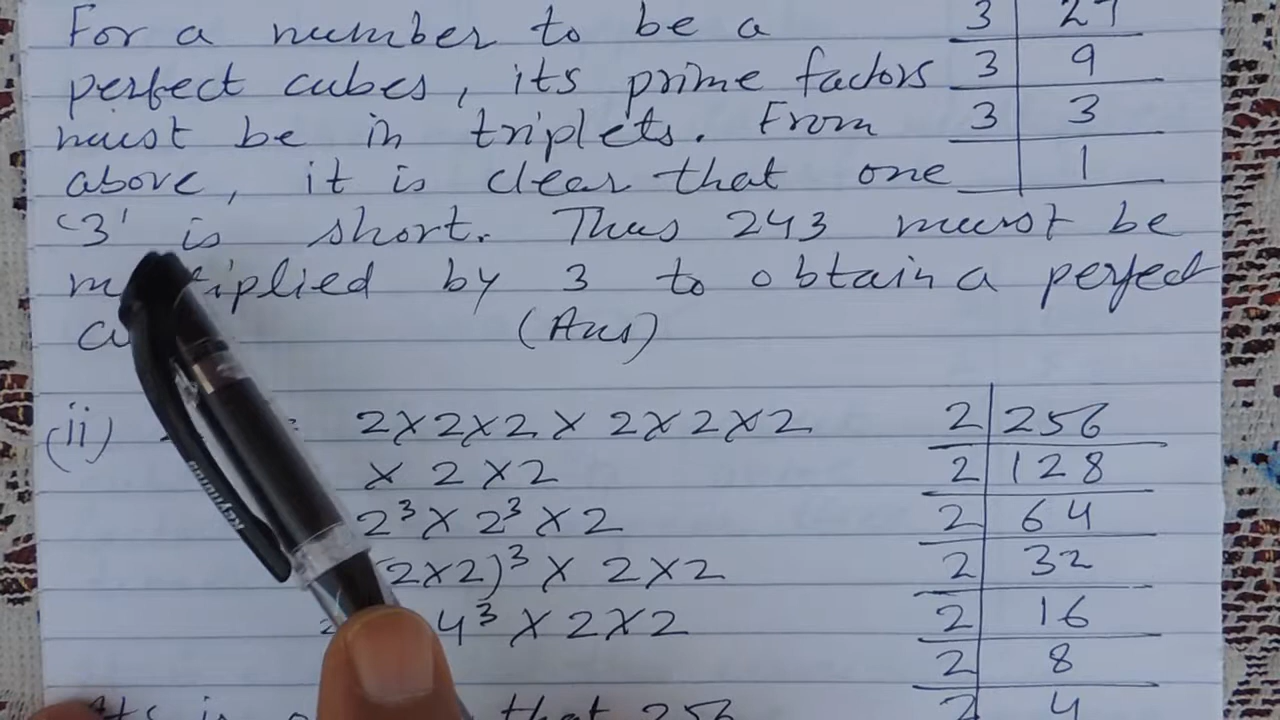 For a number to be a
perfect cubes, its prime factors
must be in triplets. From
above, it is clear that one
'3' is short. Thus 243 must be
by 3 to obtain a perfect
(Ans)
3 | 27
3 | 9
3 | 3
1
(ii) 2×2×2 × 2×2×2
× 2×2
2³×2³×2
2×2)³ × 2×2
4³ × 2×2
that 256
2 | 256
2 | 128
2 | 64
2 | 32
2 | 16
2 | 8
2 | 4